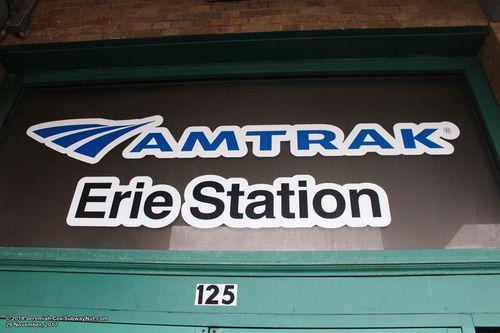 AMTRAK®
Erie Station
125
©2018 Jeremiah Cox/SubwayNut.com
26 November, 2017